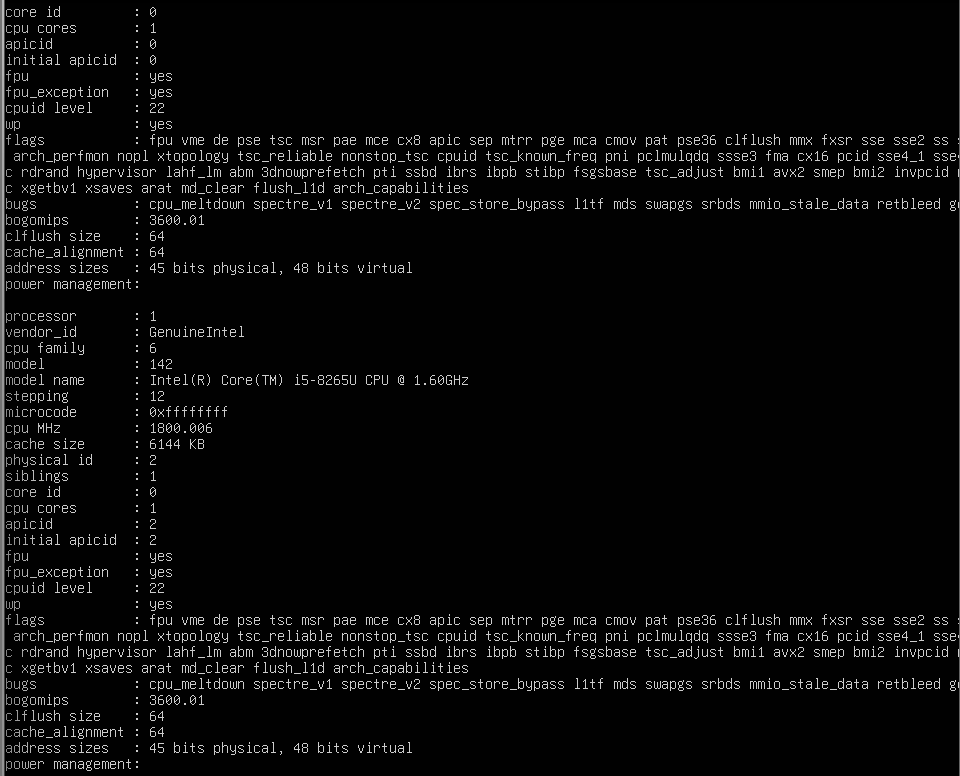 core id         : 0
cpu cores       : 1
apicid          : 0
initial apicid  : 0
fpu             : yes
fpu_exception   : yes
cpuid level     : 22
wp              : yes
flags           : fpu vme de pse tsc msr pae mce cx8 apic sep mtrr pge mca cmov pat pse36 clflush mmx fxsr sse sse2 ss
arch_perfmon nopl xtopology tsc_reliable nonstop_tsc cpuid tsc_known_freq pni pclmulqdq ssse3 fma cx16 pcid sse4_1
c rdrand hypervisor lahf_lm abm 3dnowprefetch pti ssbd ibrs ibpb stibp fsgsbase tsc_adjust bmi1 avx2 smep bmi2 invpcid
c xgetbv1 xsaves arat md_clear flush_l1d arch_capabilities
bugs            : cpu_meltdown spectre_v1 spectre_v2 spec_store_bypass l1tf mds swapgs srbds mmio_stale_data retbleed
bogomips        : 3600.01
clflush size    : 64
cache_alignment : 64
address sizes   : 45 bits physical, 48 bits virtual
power management:
processor       : 1
vendor_id       : GenuineIntel
cpu family      : 6
model           : 142
model name      : Intel(R) Core(TM) i5-8265U CPU @ 1.60GHz
stepping        : 12
microcode       : 0xffffffff
cpu MHz         : 1800.006
cache size      : 6144 KB
physical id     : 2
siblings        : 1
core id         : 0
cpu cores       : 1
apicid          : 2
initial apicid  : 2
fpu             : yes
fpu_exception   : yes
cpuid level     : 22
wp              : yes
flags           : fpu vme de pse tsc msr pae mce cx8 apic sep mtrr pge mca cmov pat pse36 clflush mmx fxsr sse sse2 ss
arch_perfmon nopl xtopology tsc_reliable nonstop_tsc cpuid tsc_known_freq pni pclmulqdq ssse3 fma cx16 pcid sse4_1
c rdrand hypervisor lahf_lm abm 3dnowprefetch pti ssbd ibrs ibpb stibp fsgsbase tsc_adjust bmi1 avx2 smep bmi2 invpcid
c xgetbv1 xsaves arat md_clear flush_l1d arch_capabilities
bugs            : cpu_meltdown spectre_v1 spectre_v2 spec_store_bypass l1tf mds swapgs srbds mmio_stale_data retbleed
bogomips        : 3600.01
clflush size    : 64
cache_alignment : 64
address sizes   : 45 bits physical, 48 bits virtual
power management: